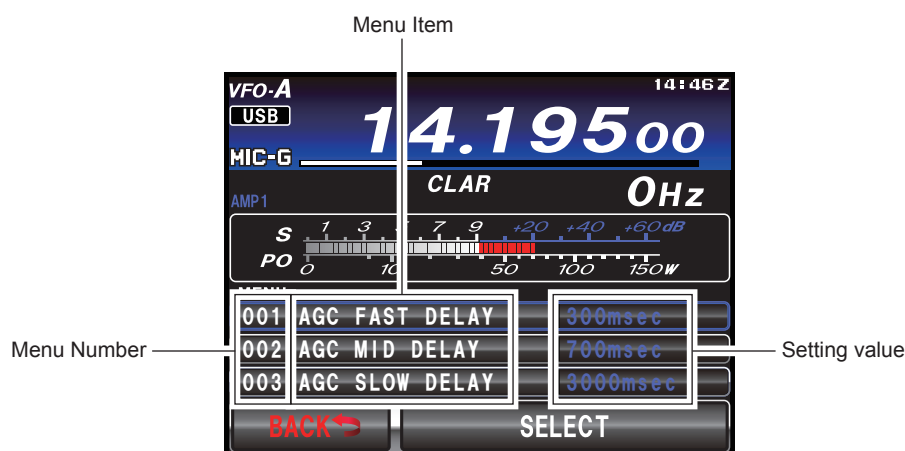 Menu Item
VFO-A 14:46Z
USB 14.19500
MIC-G
CLAR
AMP1 0Hz
S 1 3 5 7 9 +20 +40 +60dB
PO 0 10 50 100 150W
MENU
001 AGC FAST DELAY 300msec
Menu Number 002 AGC MID DELAY 700msec Setting value
003 AGC SLOW DELAY 3000msec
BACK SELECT